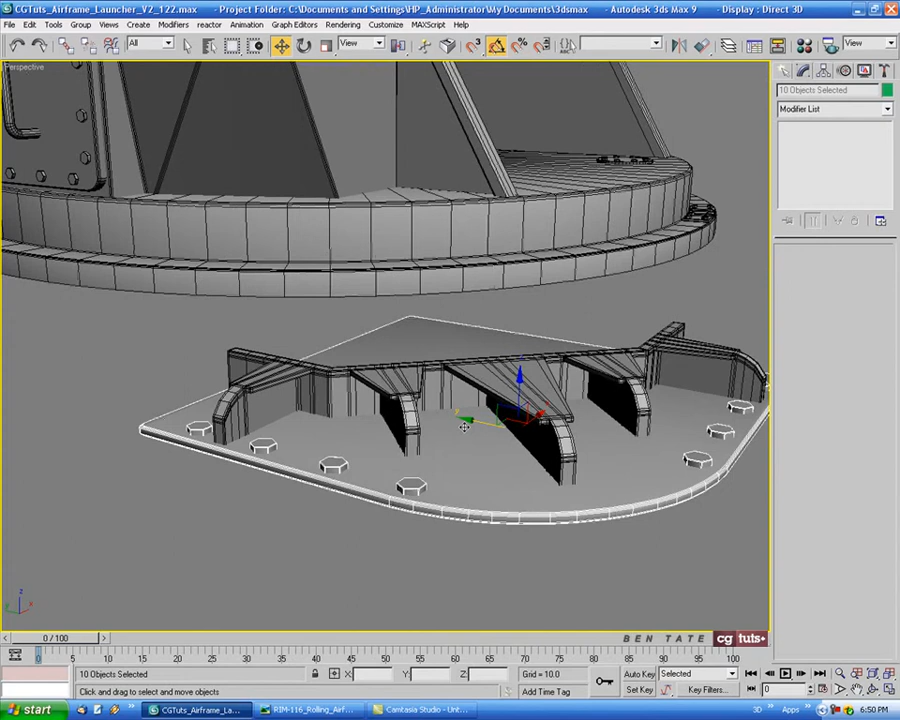 CGTuts_Airframe_Launcher_V2_122.max - Project Folder: C:\Documents and Settings\HP_Administrator\My Documents\3dsmax - Autodesk 3ds Max 9 - Display : Direct 3D
File Edit Tools Group Views Create Modifiers reactor Animation Graph Editors Rendering Customize MAXScript Help
All View View
Perspective
10 Objects Selected
Modifier List
z
x
y
BEN TATE cg tuts+
0 / 100
0 5 10 15 20 25 30 35 40 45 50 55 60 65 70 75 80 85 90 95 100
10 Objects Selected X: Y: Z: Grid = 10.0 Auto Key Selected
Click and drag to select and move objects Add Time Tag Set Key Key Filters... 0
start CGTuts_Airframe_La... RIM-116_Rolling_Airf... Camtasia Studio - Unt... 3D Apps 6:50 PM